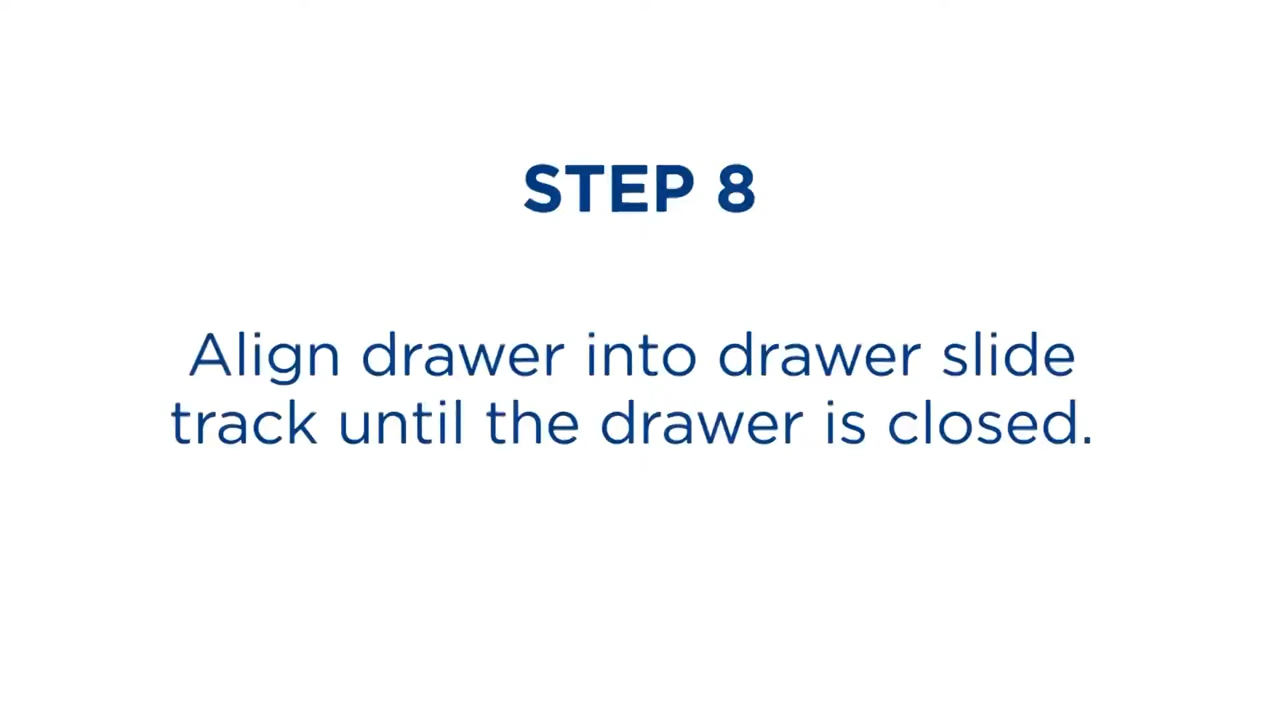 STEP 8
Align drawer into drawer slide
track until the drawer is closed.